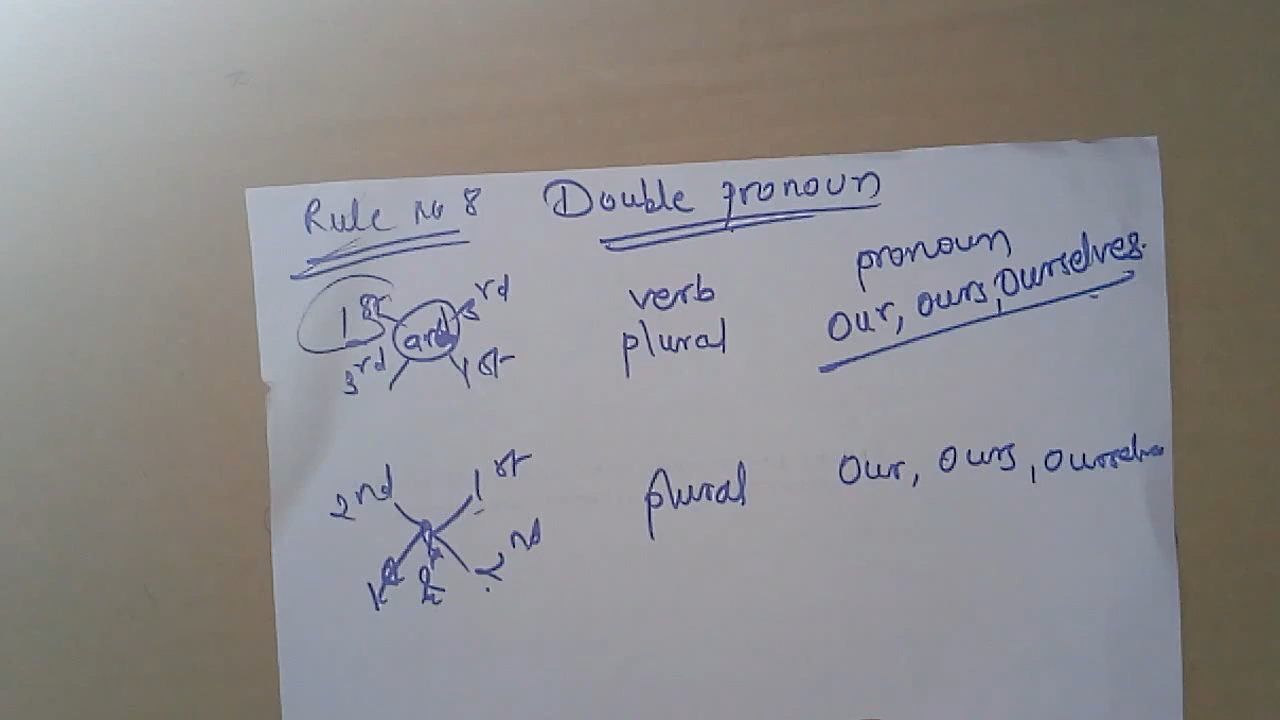 Rule no 8 Double pronoun
verb pronoun
1st and 3rd plural our, ours, ourselves.
3rd 1st
2nd 1st plural our, ours, ourselves
1st & 2nd